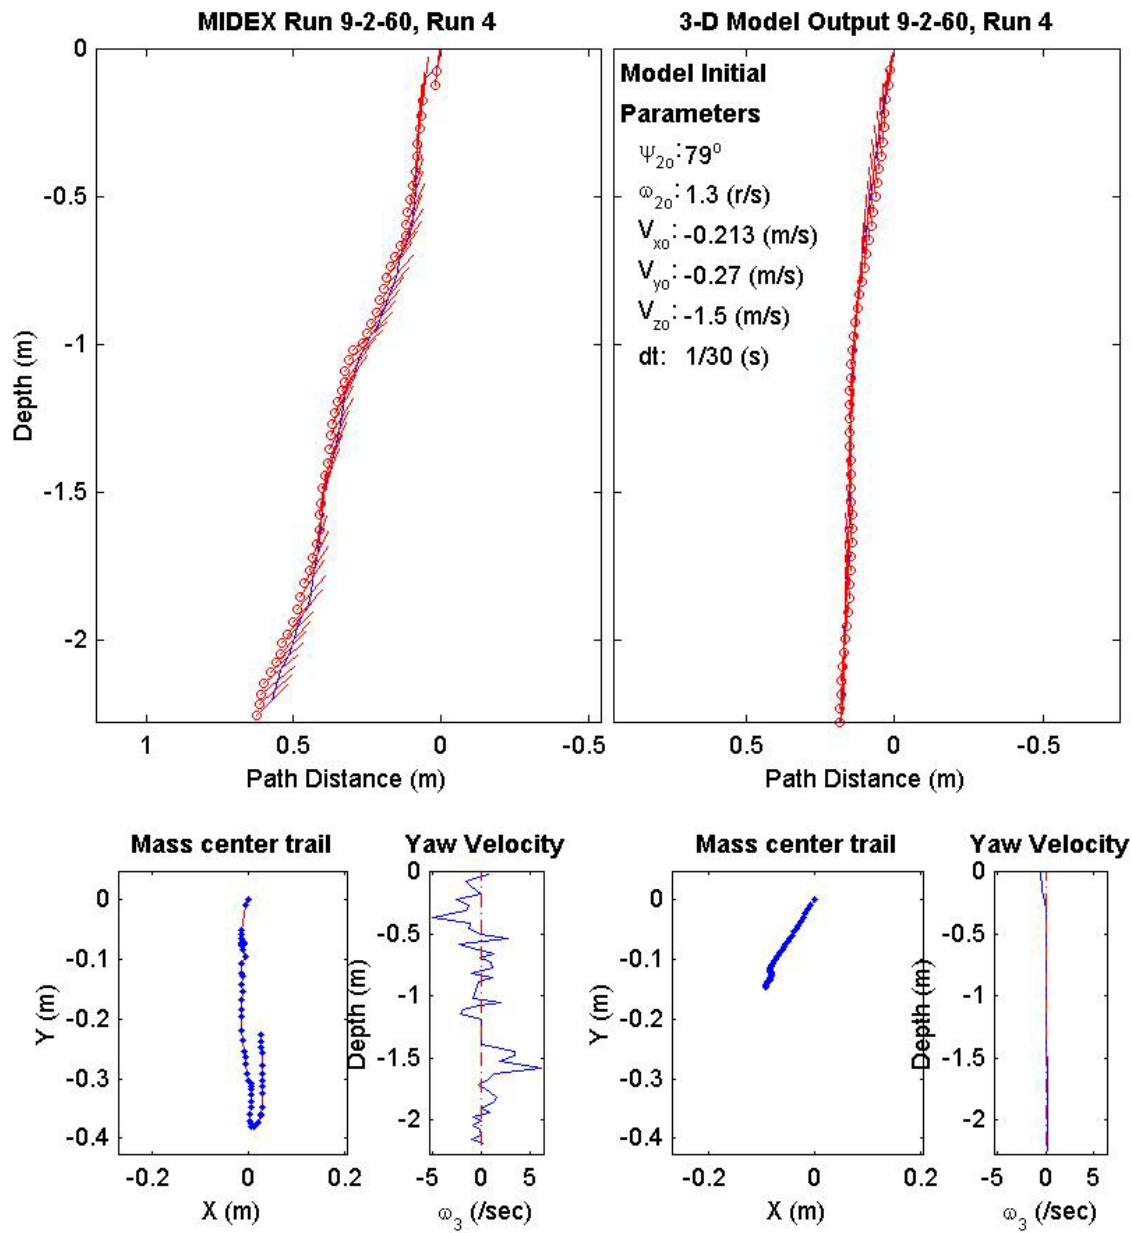 MIDEX Run 9-2-60, Run 4
3-D Model Output 9-2-60, Run 4
0
-0.5
-1
-1.5
-2
Depth (m)
1
0.5
0
-0.5
Path Distance (m)
Model Initial
Parameters
Ψ2o: 79o
ω2o: 1.3 (r/s)
Vxo: -0.213 (m/s)
Vyo: -0.27 (m/s)
Vzo: -1.5 (m/s)
dt: 1/30 (s)
0.5
0
-0.5
Path Distance (m)
Mass center trail
0
-0.1
-0.2
-0.3
-0.4
Y (m)
-0.2
0
0.2
X (m)
Yaw Velocity
0
-0.5
-1
-1.5
-2
Depth (m)
-5
0
5
ω3 (/sec)
Mass center trail
0
-0.1
-0.2
-0.3
-0.4
Y (m)
-0.2
0
0.2
X (m)
Yaw Velocity
0
-0.5
-1
-1.5
-2
Depth (m)
-5
0
5
ω3 (/sec)